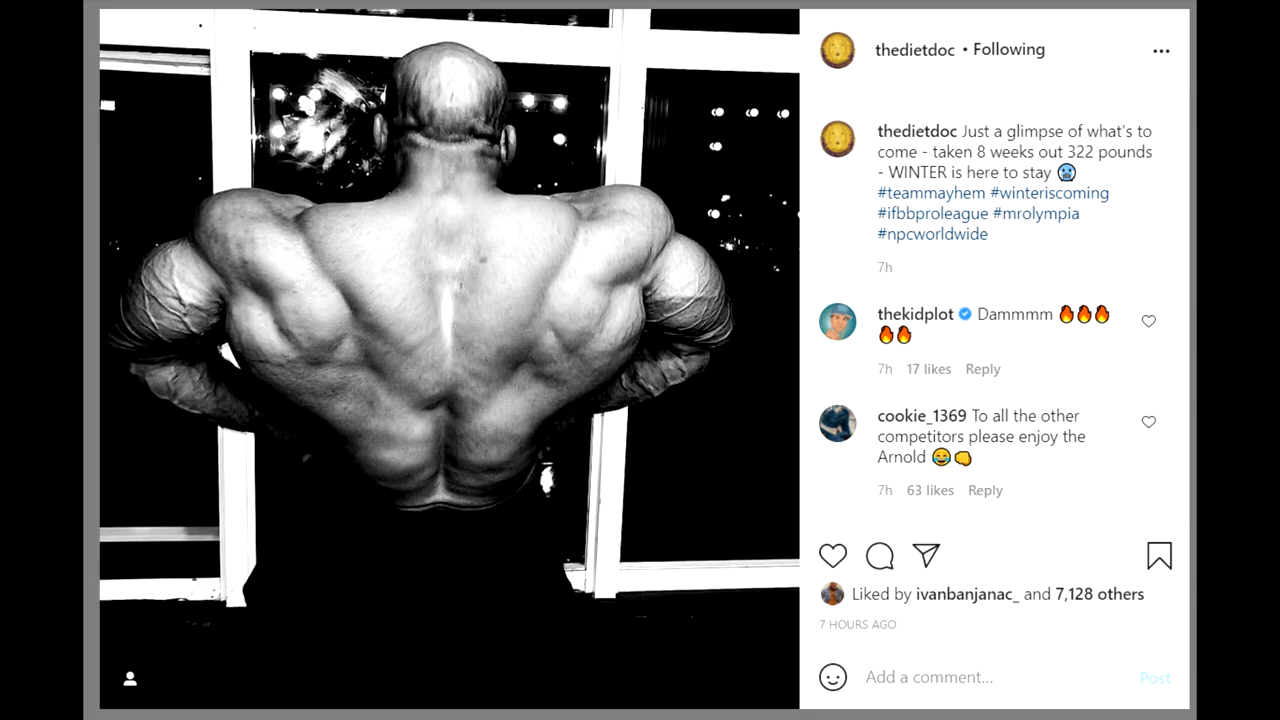 thedietdoc • Following
thedietdoc Just a glimpse of what's to
come - taken 8 weeks out 322 pounds
- WINTER is here to stay 🥶
#teammayhem #winteriscoming
#ifbbproleague #mrolympia
#npcworldwide
7h
thekidplot Dammmm 🔥🔥🔥
🔥🔥
7h 17 likes Reply
cookie_1369 To all the other
competitors please enjoy the
Arnold 😂👊
7h 63 likes Reply
Liked by ivanbanjanac_ and 7,128 others
7 HOURS AGO
Add a comment... Post